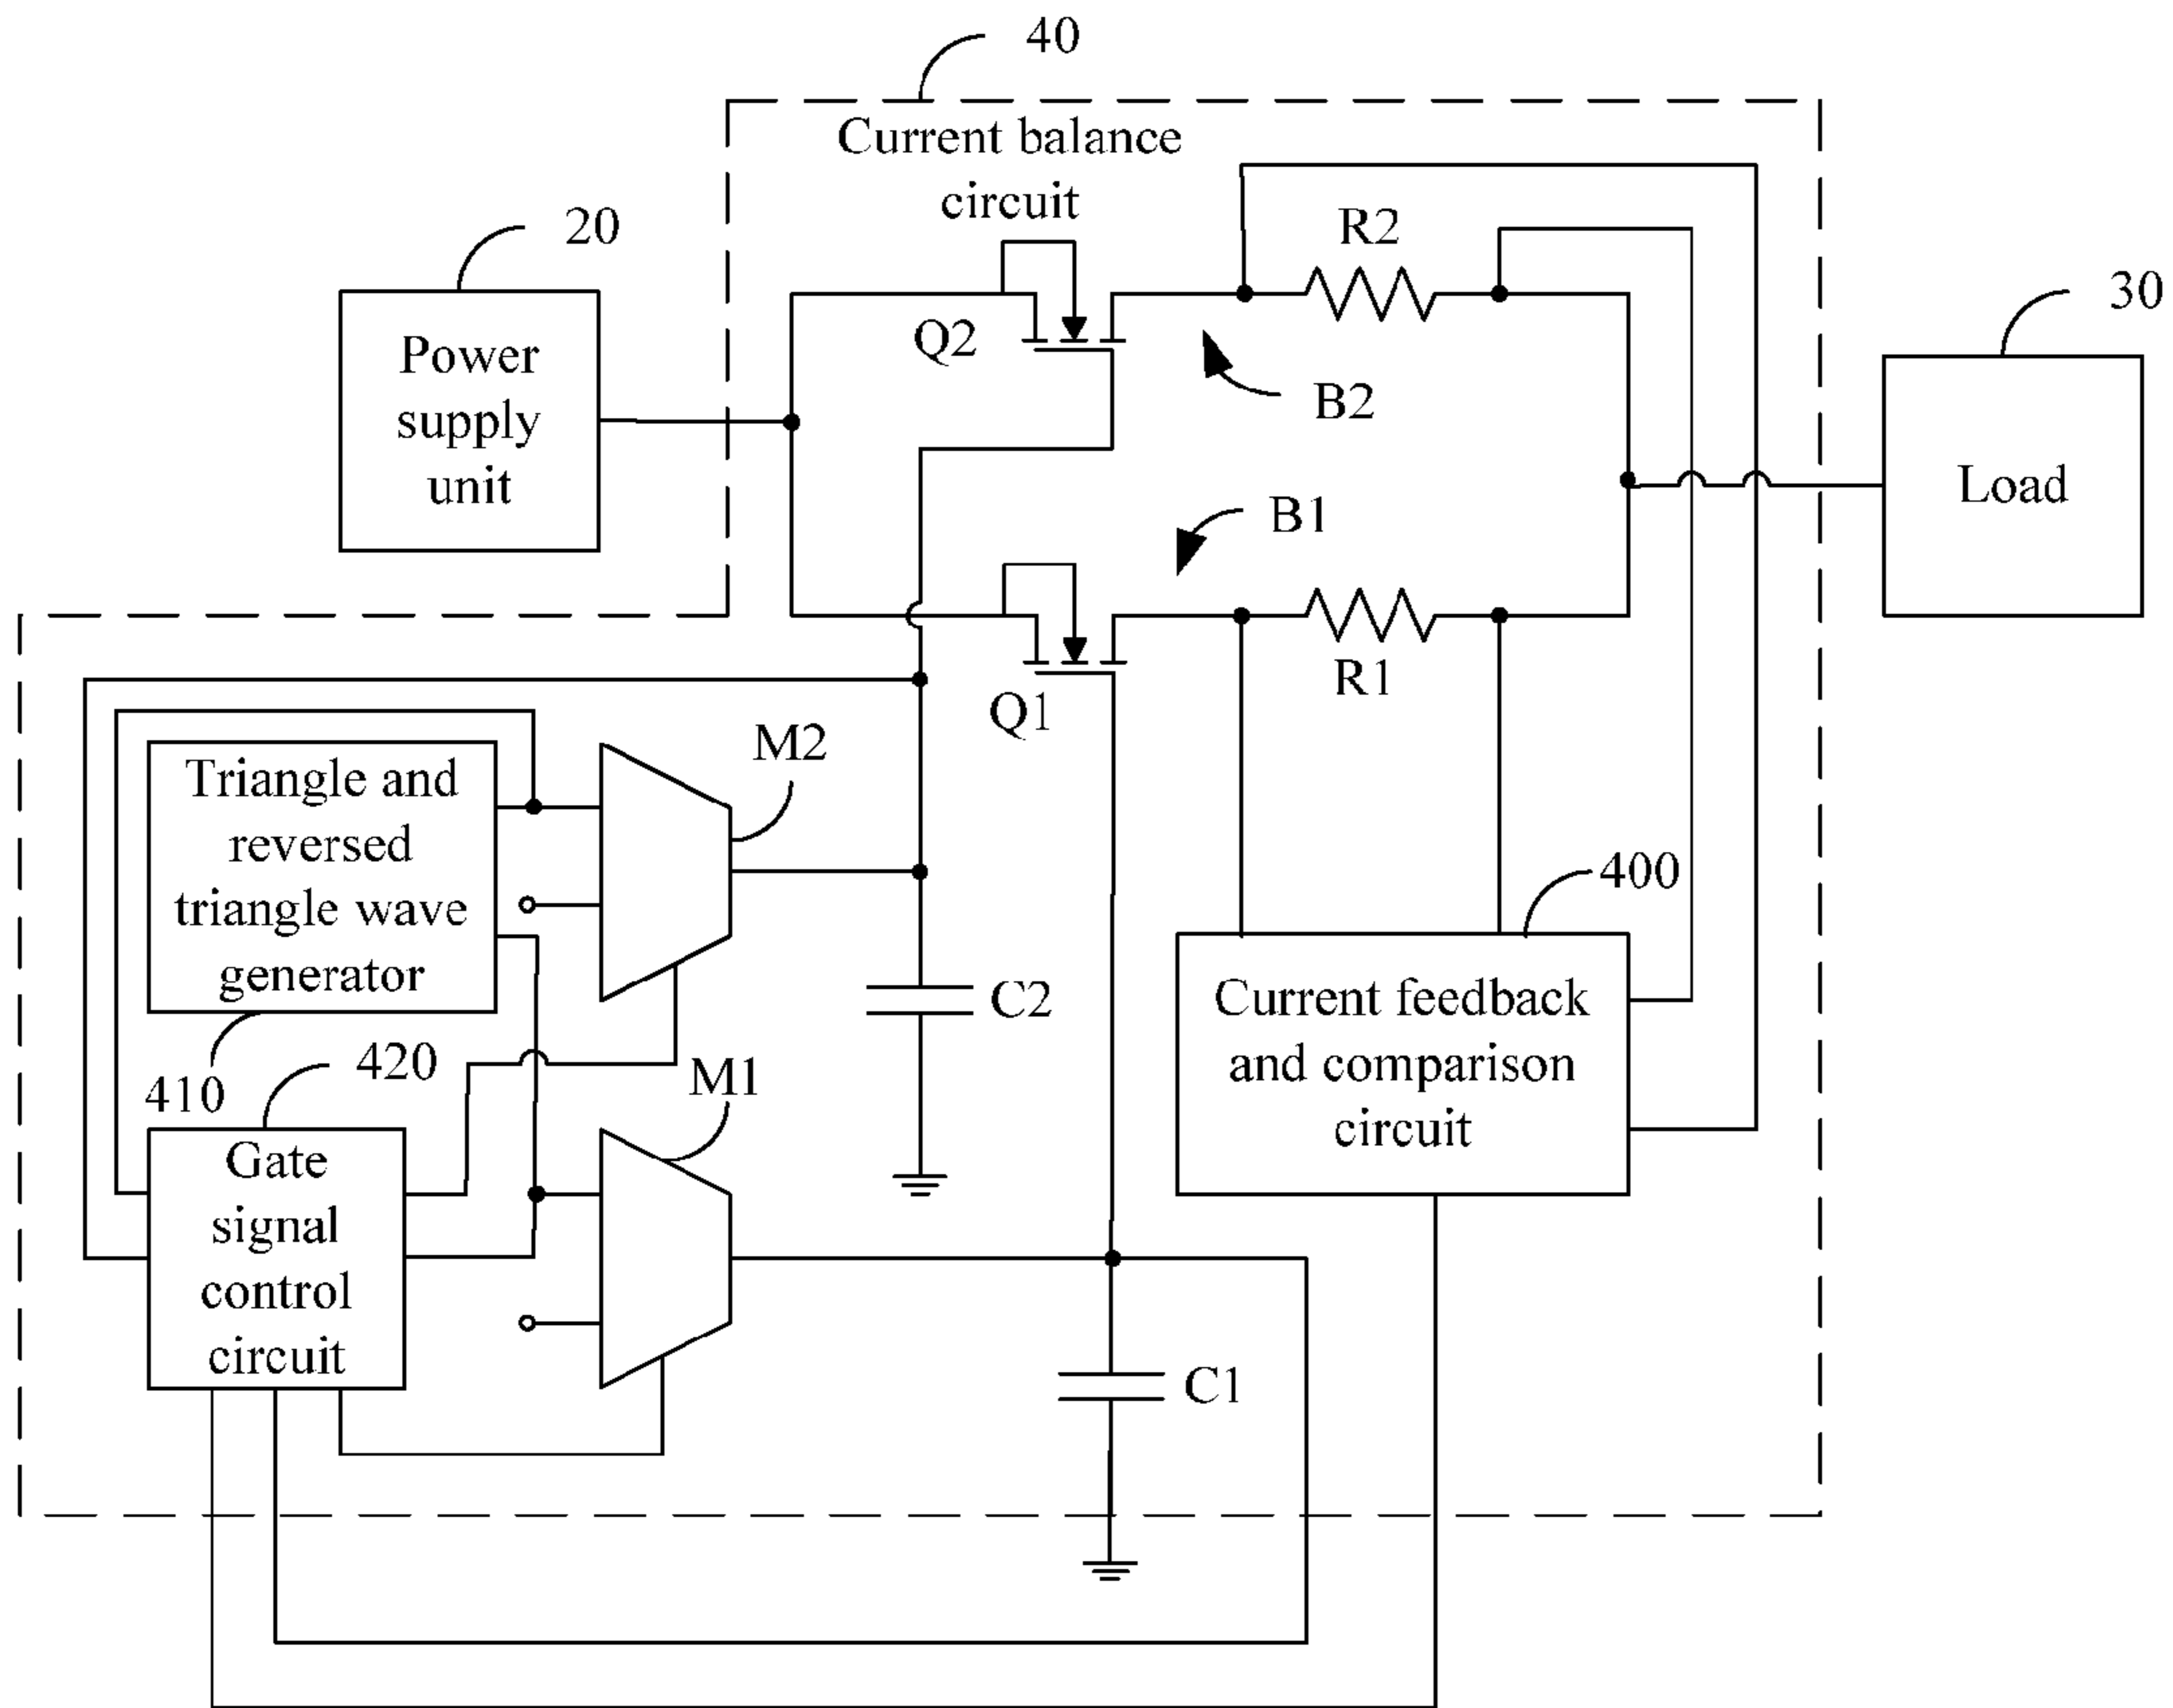 40
Current balance
circuit
20
R2
30
Q2
Power
supply
unit
B2
Load
B1
R1
Q1
M2
Triangle and
reversed
triangle wave
generator
400
C2
Current feedback
and comparison
circuit
420
410
M1
Gate
signal
control
circuit
C1